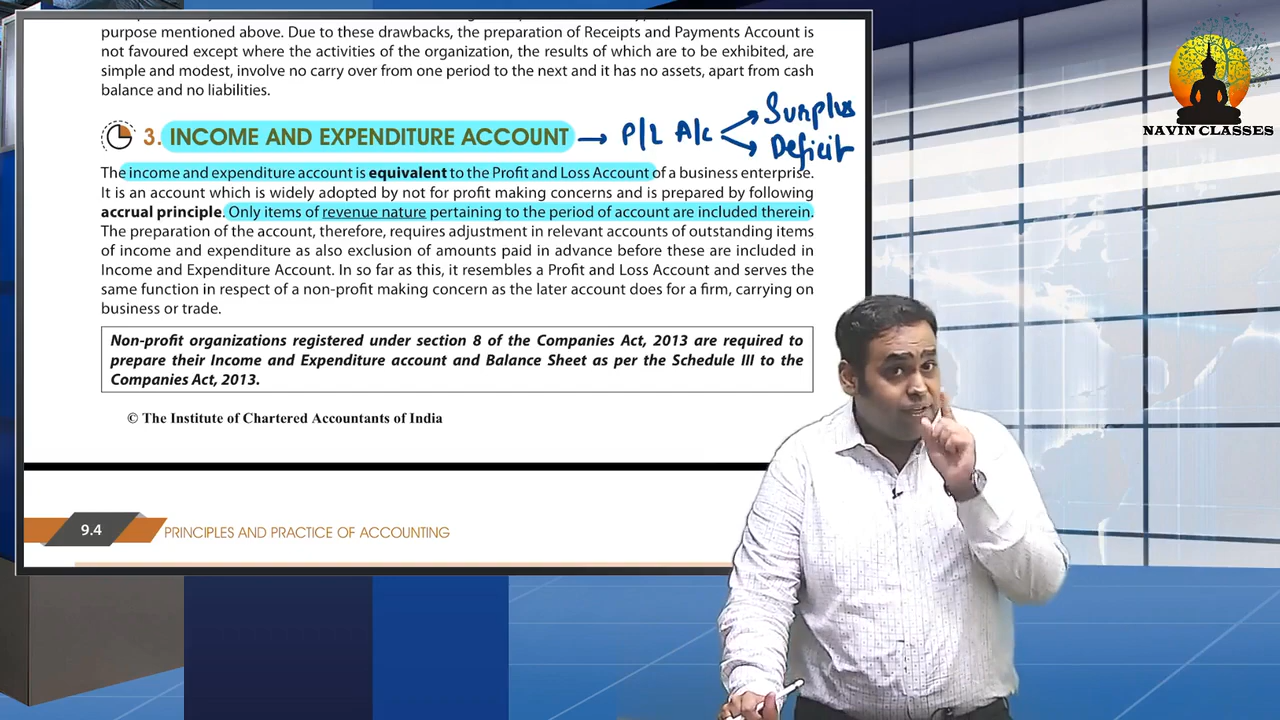 purpose mentioned above. Due to these drawbacks, the preparation of Receipts and Payments Account is
not favoured except where the activities of the organization, the results of which are to be exhibited, are
simple and modest, involve no carry over from one period to the next and it has no assets, apart from cash
balance and no liabilities.
3. INCOME AND EXPENDITURE ACCOUNT → P/L A/c
Surplus
Deficit
The income and expenditure account is equivalent to the Profit and Loss Account of a business enterprise.
It is an account which is widely adopted by not for profit making concerns and is prepared by following
accrual principle. Only items of revenue nature pertaining to the period of account are included therein.
The preparation of the account, therefore, requires adjustment in relevant accounts of outstanding items
of income and expenditure as also exclusion of amounts paid in advance before these are included in
Income and Expenditure Account. In so far as this, it resembles a Profit and Loss Account and serves the
same function in respect of a non-profit making concern as the later account does for a firm, carrying on
business or trade.
Non-profit organizations registered under section 8 of the Companies Act, 2013 are required to
prepare their Income and Expenditure account and Balance Sheet as per the Schedule III to the
Companies Act, 2013.
© The Institute of Chartered Accountants of India
9.4 PRINCIPLES AND PRACTICE OF ACCOUNTING
NAVIN CLASSES